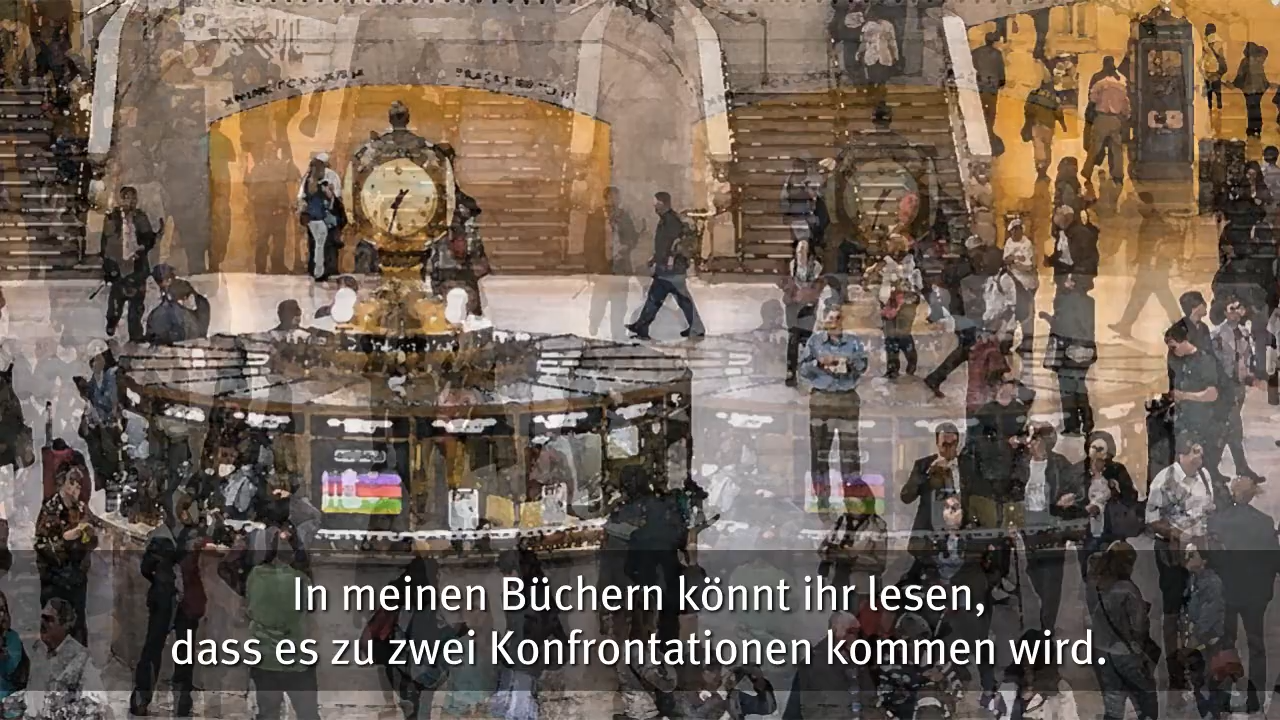 In meinen Büchern könnt ihr lesen,
dass es zu zwei Konfrontationen kommen wird.